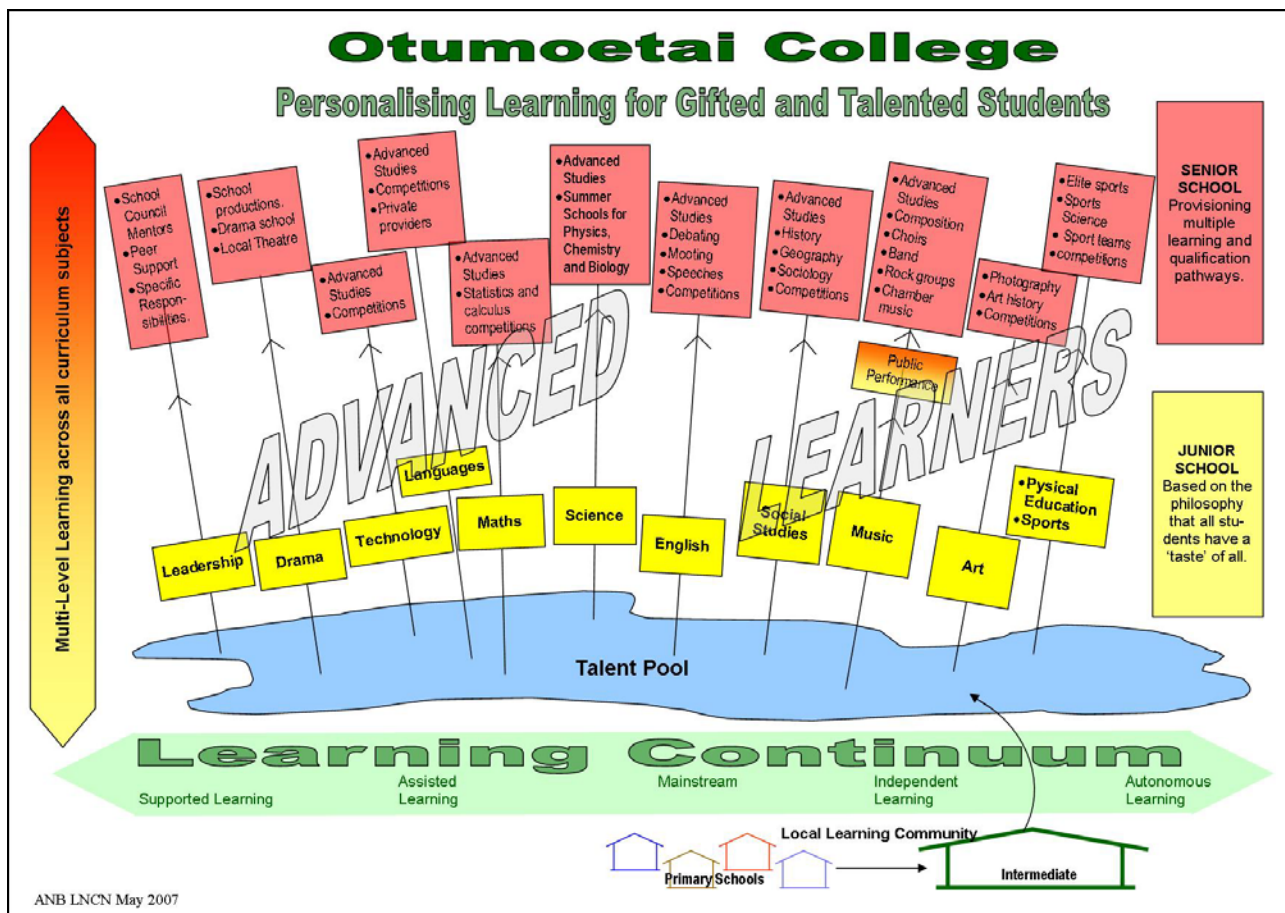 Otumoetai College
Personalising Learning for Gifted and Talented Students
Multi-Level Learning across all curriculum subjects
•School
Council
Mentors
•Peer
Support
•Specific
Respon-
sibilities.
•School
productions.
•Drama school
•Local Theatre
•Advanced
Studies
•Competitions
•Advanced
Studies
•Competitions
•Private
providers
•Advanced
Studies
•Statistics and
calculus
competitions
•Advanced
Studies
•Summer
Schools for
Physics,
Chemistry
and Biology
•Advanced
Studies
•Debating
•Mooting
•Speeches
•Competitions
•Advanced
Studies
•History
•Geography
•Sociology
•Competitions
•Advanced
Studies
•Composition
•Choirs
•Band
•Rock groups
•Chamber
music
•Photography
•Art history
•Competitions
•Elite sports
•Sports
Science
•Sport teams
•competitions
SENIOR
SCHOOL
Provisioning
multiple
learning and
qualification
pathways.
Public
Performance
ADVANCED
LEARNERS
Leadership
Drama
Technology
Languages
Maths
Science
English
Social
Studies
Music
Art
•Pysical
Education
•Sports
JUNIOR
SCHOOL
Based on the
philosophy
that all stu-
dents have a
‘taste’ of all.
Talent Pool
Learning Continuum
Supported Learning
Assisted
Learning
Mainstream
Independent
Learning
Autonomous
Learning
Local Learning Community
Primary Schools
Intermediate
ANB LNCN May 2007